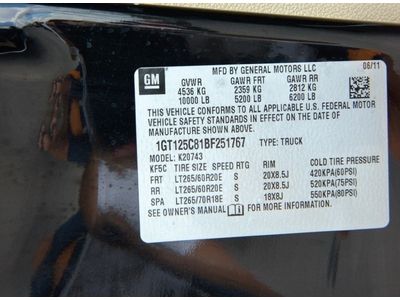 GM
MFD BY GENERAL MOTORS LLC
06/11
GVWR GAWR FRT GAWR RR
4536 KG 2359 KG 2812 KG
10000 LB 5200 LB 6200 LB
THIS VEHICLE CONFORMS TO ALL APPLICABLE U.S. FEDERAL MOTOR
VEHICLE SAFETY STANDARDS IN EFFECT ON THE DATE OF
MANUFACTURE SHOWN ABOVE.
1GT125C81BF251767 TYPE: TRUCK
MODEL: K20743
KF5C TIRE SIZE SPEED RTG RIM COLD TIRE PRESSURE
FRT LT265/60R20E S 20X8.5J 420KPA(60PSI)
RR LT265/60R20E S 20X8.5J 520KPA(75PSI)
SPA LT265/70R18E S 18X8J 550KPA(80PSI)
SEE OWNER'S MANUAL FOR MORE INFORMATION.